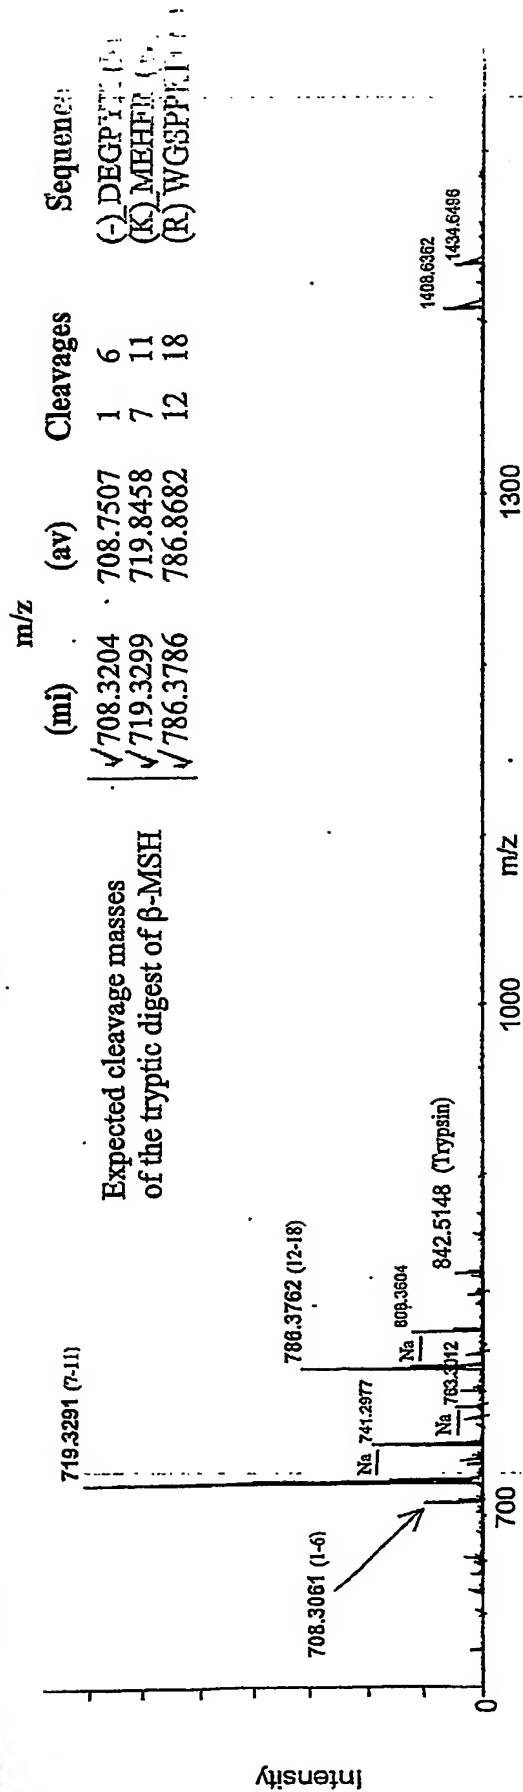 m/z
(mi) (av) Cleavages
√708.3204 708.7507 1 6
√719.3299 719.8458 7 11
√786.3786 786.8682 12 18
(K) MEHFR
(R) WGSPPK
Expected cleavage masses
of the tryptic digest of β-MSH
719.3291 (7-11)
786.3762 (12-18)
708.3061 (1-6)
Na 741.2977
Na 763.3012
Na 808.3604
842.5148 (Trypsin)
1408.6362
1434.6496
Intensity
0
700
1000
m/z
1300